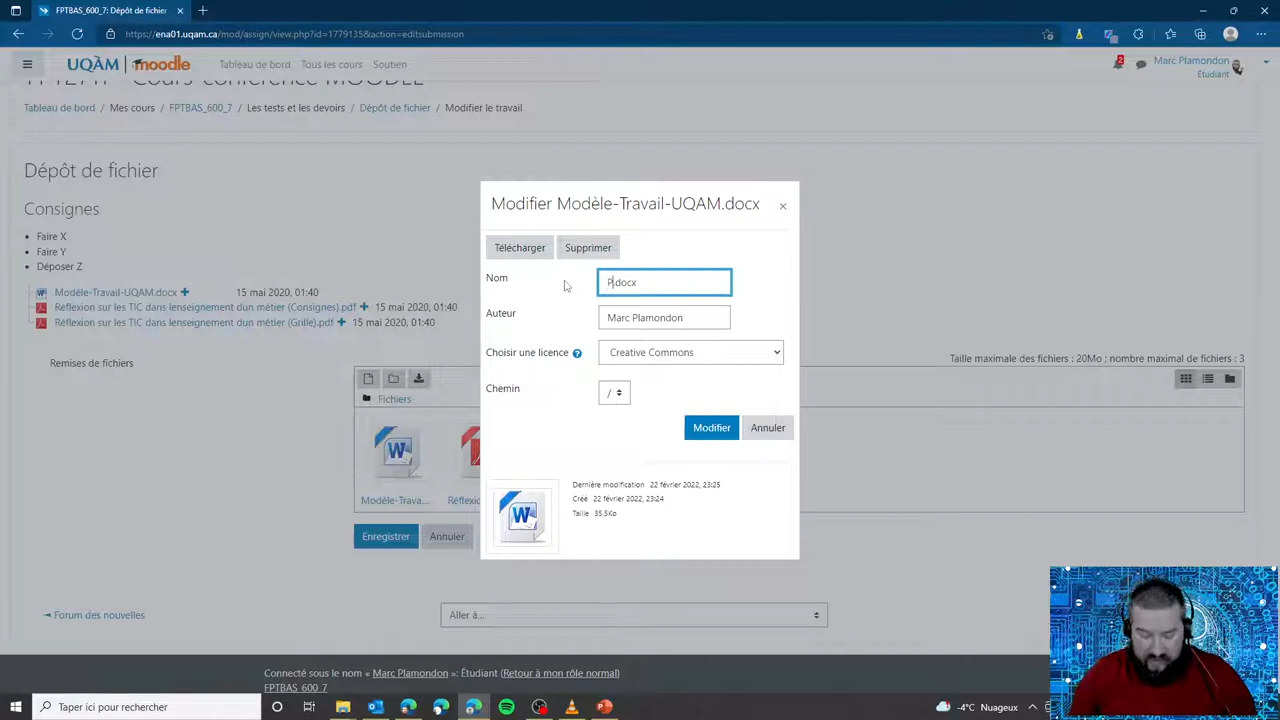 FPTBAS_600_7: Dépôt de fichier
https://ena01.uqam.ca/mod/assign/view.php?id=1779135&action=editsubmission
UQÀM moodle Tableau de bord Tous les cours Soutien 2 Marc Plamondon
Étudiant
Cours-conférence MOODLE
Tableau de bord / Mes cours / FPTBAS_600_7 / Les tests et les devoirs / Dépôt de fichier / Modifier le travail
Dépôt de fichier
Consignes
Faire X
Faire Y
Déposer Z
Modèle-Travail-UQAM.docx 15 mai 2020, 01:40
Réflexion sur les TIC dans lenseignement dun métier (Consignes).pdf 15 mai 2020, 01:40
Réflexion sur les TIC dans lenseignement dun métier (Grille).pdf 15 mai 2020, 01:40
Remises de fichiers
Taille maximale des fichiers : 20Mo ; nombre maximal de fichiers : 3
Fichiers
Modèle-Trava...
Enregistrer Annuler
Modifier Modèle-Travail-UQAM.docx ×
Télécharger Supprimer
Nom P.docx
Auteur Marc Plamondon
Choisir une licence Creative Commons
Chemin /
Modifier Annuler
Dernière modification 22 février 2022, 23:25
Créé 22 février 2022, 23:24
Taille 35.5Ko
◄ Forum des nouvelles
Aller à...
Connecté sous le nom « Marc Plamondon »: Étudiant (Retour à mon rôle normal)
FPTBAS_600_7
Taper ici pour rechercher
-4°C Nuageux